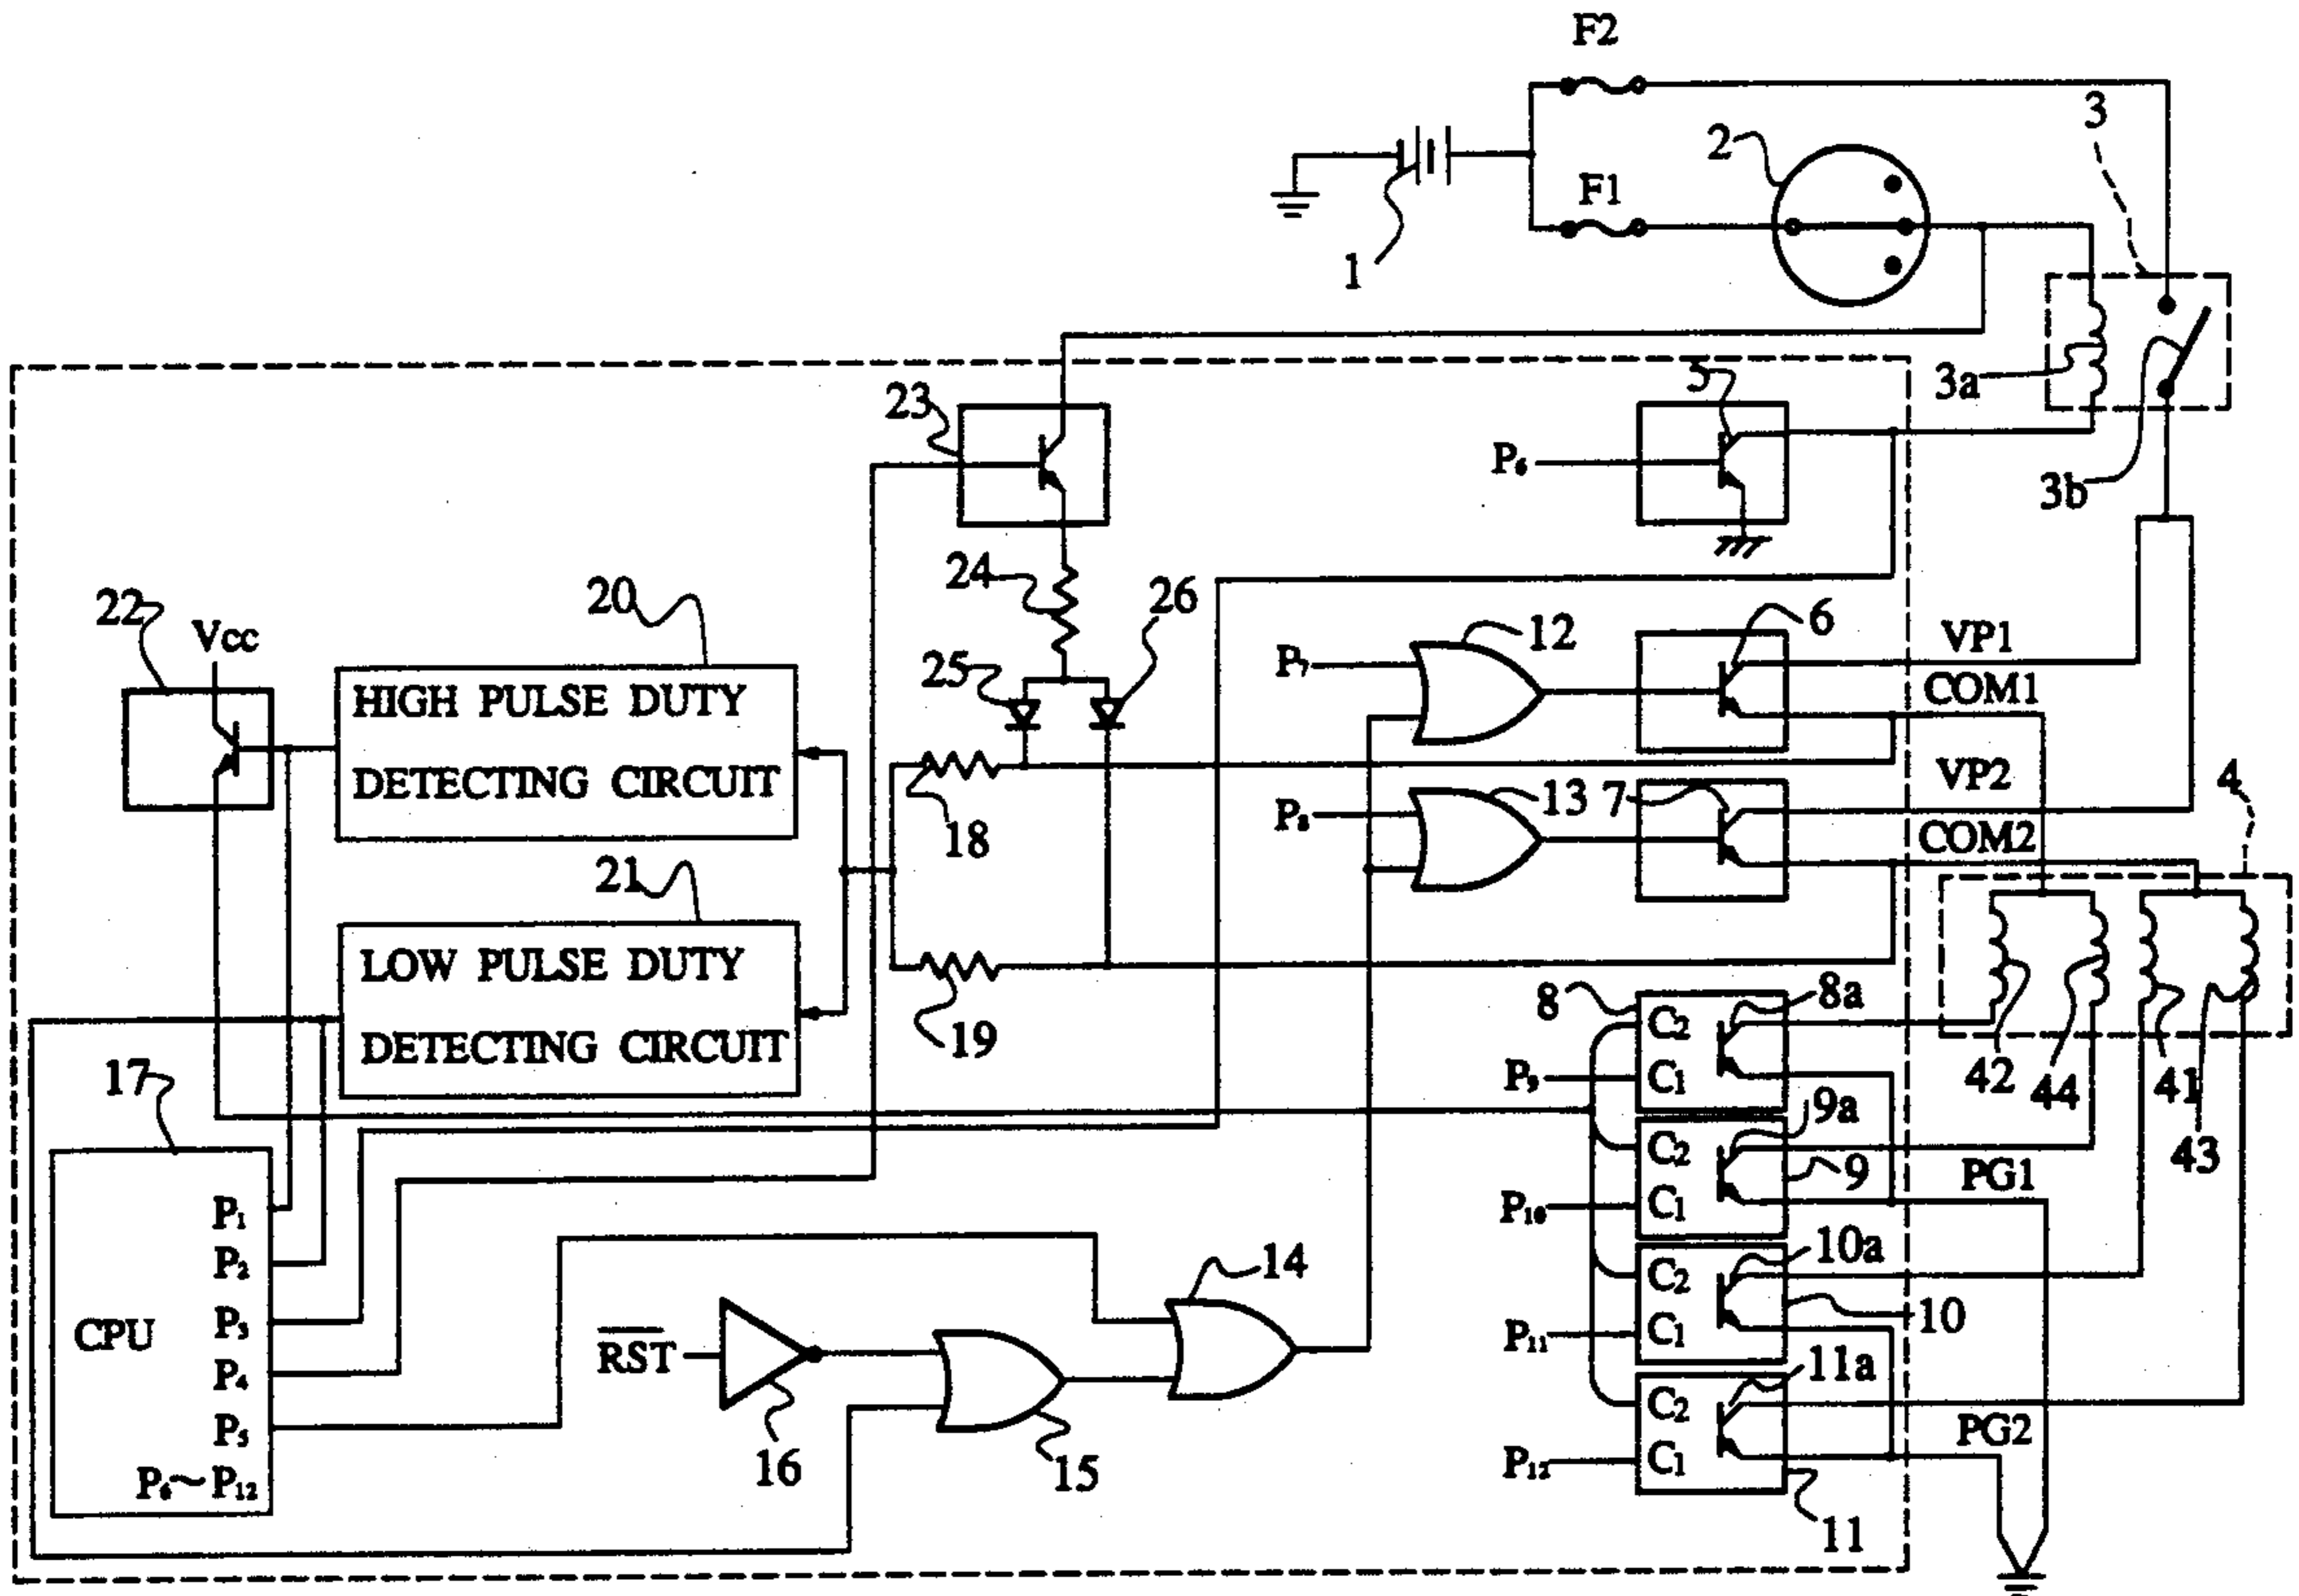 F2
3
2
F1
1
3a
3b
23
5
P₆
24
26
22
Vcc
20
25
12
6
VP1
P₇
COM1
HIGH PULSE DUTY
DETECTING CIRCUIT
18
13
7
VP2
P₈
COM2
4
21
LOW PULSE DUTY
DETECTING CIRCUIT
19
8
C₂
8a
P₉
C₁
42
44
41
43
17
9a
C₂
9
PG1
P₁₀
C₁
P₁
P₂
CPU
P₃
P₄
P₅
P₆~P₁₂
R̅S̅T̅
16
15
14
10a
C₂
10
P₁₁
C₁
11a
C₂
PG2
P₁₂
C₁
11